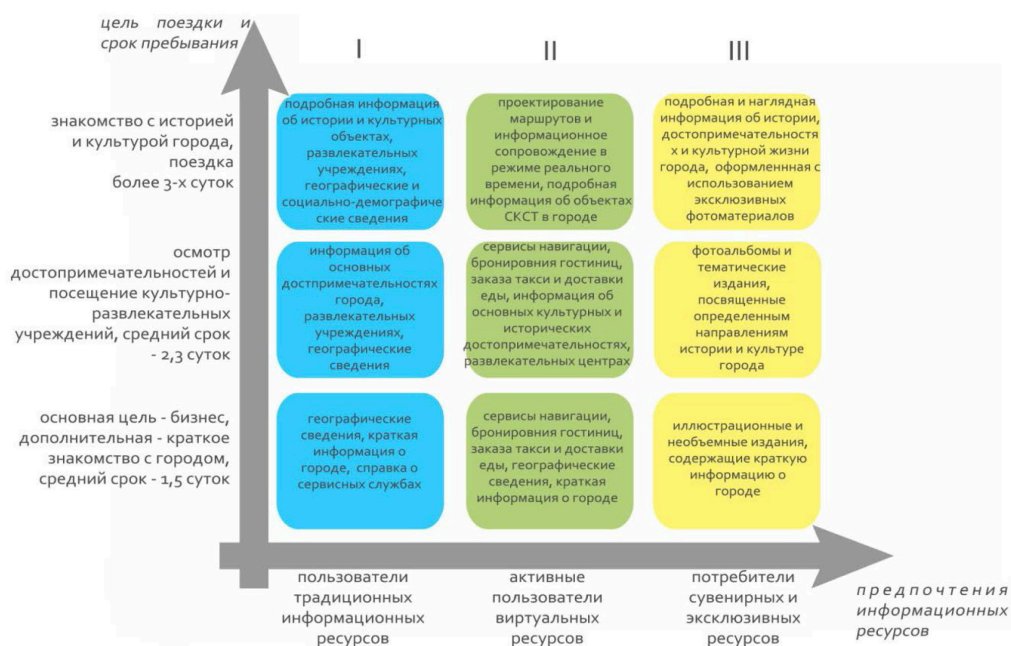 цель поездки и
срок пребывания
I
II
III
знакомство с историей
и культурой города,
поездка
более 3-х суток
подробная информация
об истории и культурных
объектах,
развлекательных
учреждениях,
географические и
социально-демографиче
ские сведения
проектирование
маршрутов и
информационное
сопровождение в
режиме реального
времени, подробная
информация об объектах
СКСТ в городе
подробная и наглядная
информация об истории,
достопримечательностя
х и культурной жизни
города, оформленнная с
использованием
эксклюзивных
фотоматериалов
осмотр
достопримечательностей и
посещение культурно-
развлекательных
учреждений, средний срок
- 2,3 суток
информация об
основных
достпримечательностях
города,
развлекательных
учреждениях,
географические
сведения
сервисы навигации,
бронировния гостиниц,
заказа такси и доставки
еды, информация об
основных культурных и
исторических
достопримечательностях,
развлекательных центрах
фотоальбомы и
тематические
издания,
посвященные
определенным
направлениям
истории и культуре
города
основная цель - бизнес,
дополнительная - краткое
знакомство с городом,
средний срок - 1,5 суток
географические
сведения, краткая
информация о
городе, справка о
сервисных службах
сервисы навигации,
бронировния гостиниц,
заказа такси и доставки
еды, географические
сведения, краткая
информация о городе
иллюстрационные и
необъемные издания,
содержащие краткую
информацию о
городе
пользователи
традиционных
информационных
ресурсов
активные
пользователи
виртуальных
ресурсов
потребители
сувенирных и
эксклюзивных
ресурсов
предпочтения
информационных
ресурсов